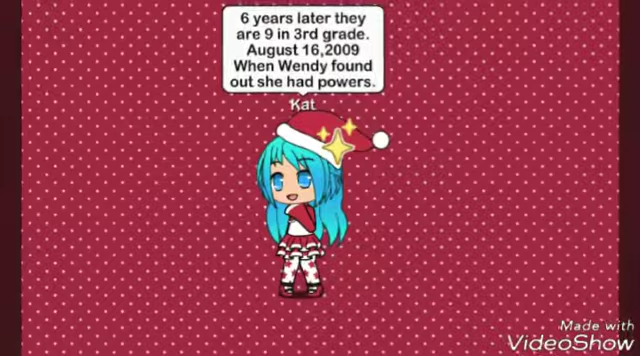 6 years later they
are 9 in 3rd grade.
August 16,2009
When Wendy found
out she had powers.
Kat
Made with
VideoShow